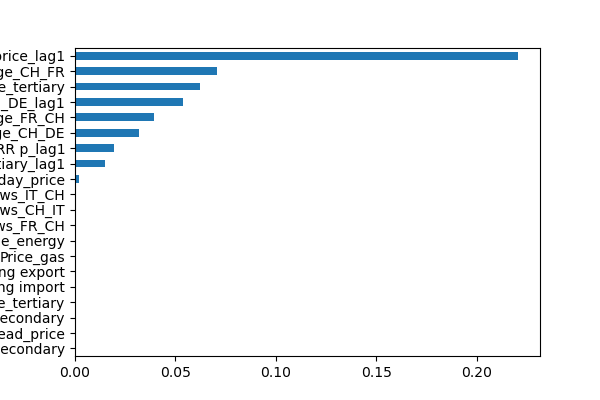 price_lag1
ge_CH_FR
e_tertiary
_DE_lag1
ge_FR_CH
ge_CH_DE
RR p_lag1
tiary_lag1
day_price
ws_IT_CH
ws_CH_IT
ws_FR_CH
e_energy
Price_gas
ng export
ng import
e_tertiary
econdary
ead_price
econdary
0.00 0.05 0.10 0.15 0.20